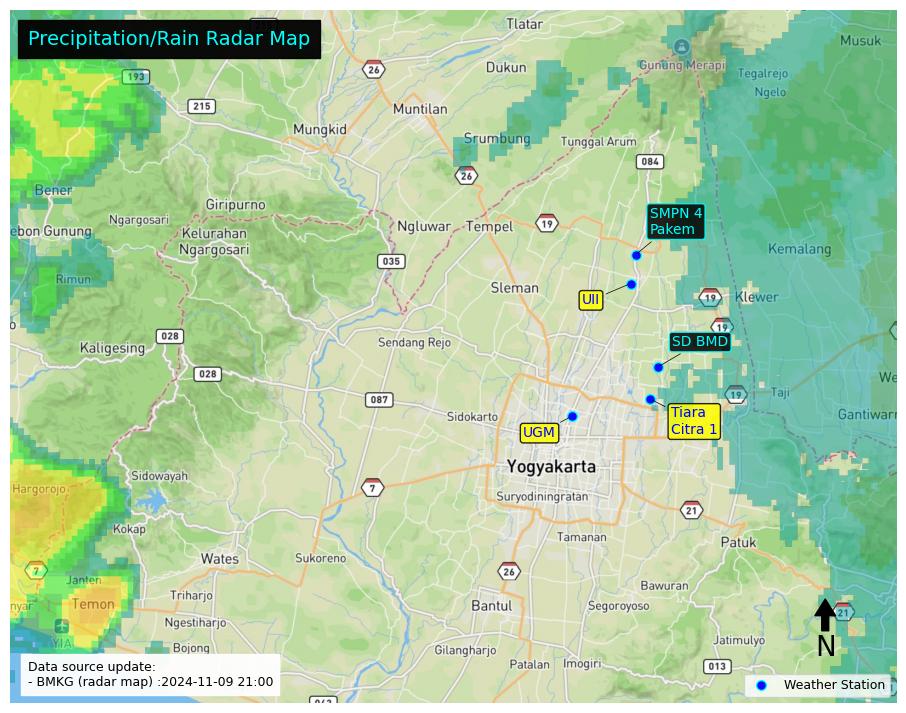 Precipitation/Rain Radar Map
Tlatar
Musuk
26
Dukun
Gunung Merapi
Tegalrejo
193
Ngelo
215
Muntilan
Mungkid
Srumbung
Tunggal Arum
084
26
Bener
Giripurno
SMPN 4
Pakem
Ngargosari
Ngluwar
Tempel
19
ebon Gunung
Kelurahan
Ngargosari
Kemalang
035
Rimun
Sleman
UII
19
Klewer
19
028
Sendang Rejo
SD BMD
Kaligesing
028
We
087
19
Taji
Sidokarto
Tiara
Citra 1
Gantiwarr
UGM
Yogyakarta
Sidowayah
7
Hargorojo
Suryodiningratan
21
Kokap
Tamanan
Patuk
Wates
Sukoreno
7
26
Janteri
Bawuran
Triharjo
nyar
Temon
Bantul
Segoroyoso
21
Ngestiharjo
YIA
N
Jatimulyo
Bojong
Gilangharjo
Patalan
Imogiri
013
Data source update:
- BMKG (radar map) :2024-11-09 21:00
Weather Station